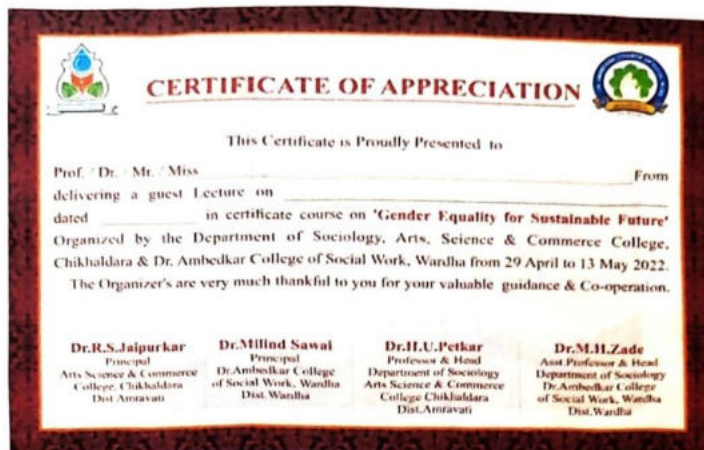 CERTIFICATE OF APPRECIATION
This Certificate is Proudly Presented to
Prof. / Dr. / Mr. / Miss From
delivering a guest Lecture on
dated in certificate course on 'Gender Equality for Sustainable Future'
Organized by the Department of Sociology, Arts, Science & Commerce College,
Chikhaldara & Dr. Ambedkar College of Social Work, Wardha from 29 April to 13 May 2022.
The Organizer's are very much thankful to you for your valuable guidance & Co-operation.
Dr.R.S.Jaipurkar
Principal
Arts Science & Commerce
College, Chikhaldara
Dist Amravati
Dr.Milind Sawai
Principal
Dr.Ambedkar College
of Social Work, Wardha
Dist.Wardha
Dr.H.U.Petkar
Professor & Head
Department of Sociology
Arts Science & Commerce
College Chikhaldara
Dist.Amravati
Dr.M.H.Zade
Asst Professor & Head
Department of Sociology
Dr.Ambedkar College
of Social Work, Wardha
Dist.Wardha